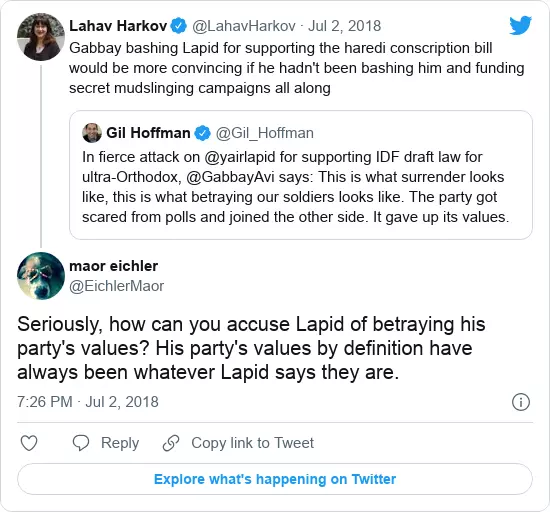 Lahav Harkov @LahavHarkov · Jul 2, 2018
Gabbay bashing Lapid for supporting the haredi conscription bill
would be more convincing if he hadn't been bashing him and funding
secret mudslinging campaigns all along
Gil Hoffman @Gil_Hoffman
In fierce attack on @yairlapid for supporting IDF draft law for
ultra-Orthodox, @GabbayAvi says: This is what surrender looks
like, this is what betraying our soldiers looks like. The party got
scared from polls and joined the other side. It gave up its values.
maor eichler
@EichlerMaor
Seriously, how can you accuse Lapid of betraying his
party's values? His party's values by definition have
always been whatever Lapid says they are.
7:26 PM · Jul 2, 2018
Reply Copy link to Tweet
Explore what's happening on Twitter